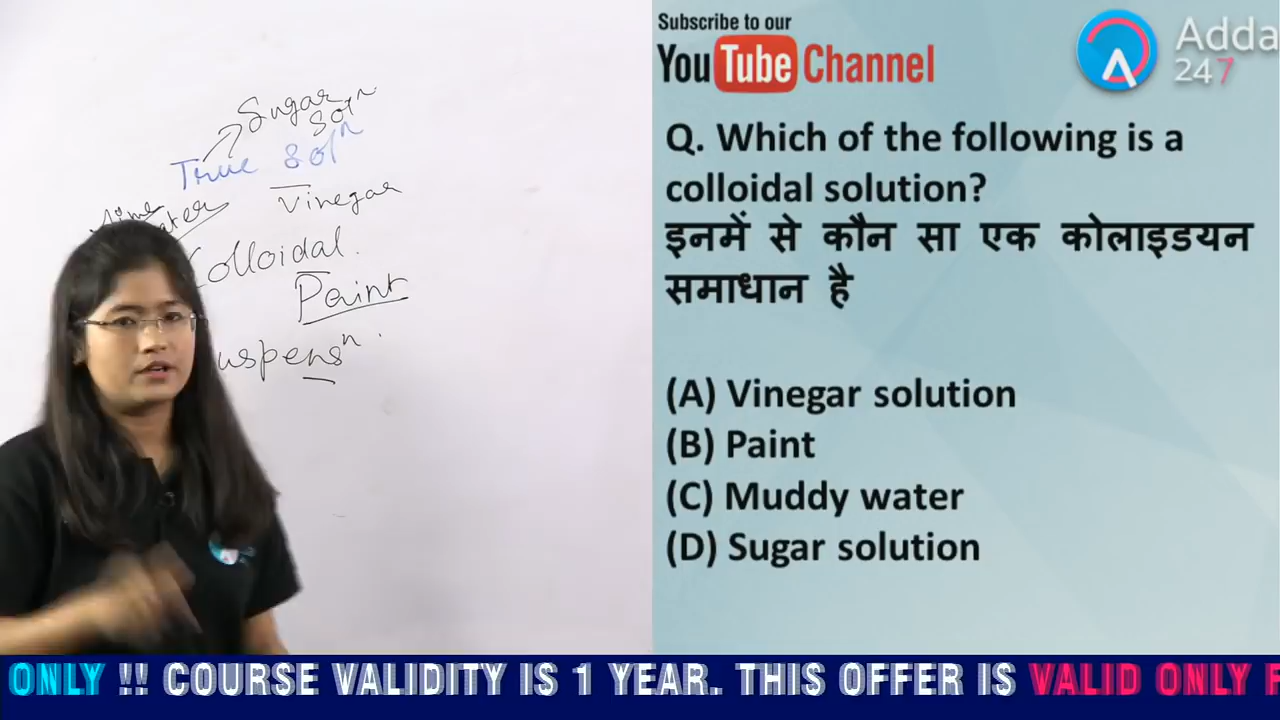 Sugar
Solⁿ
True Solⁿ
Vinegar
Colloidal.
Paint
uspensⁿ
Subscribe to our
YouTube Channel
Adda
247
Q. Which of the following is a
colloidal solution?
इनमें से कौन सा एक कोलाइडयन
समाधान है
(A) Vinegar solution
(B) Paint
(C) Muddy water
(D) Sugar solution
ONLY !! COURSE VALIDITY IS 1 YEAR. THIS OFFER IS VALID ONLY F